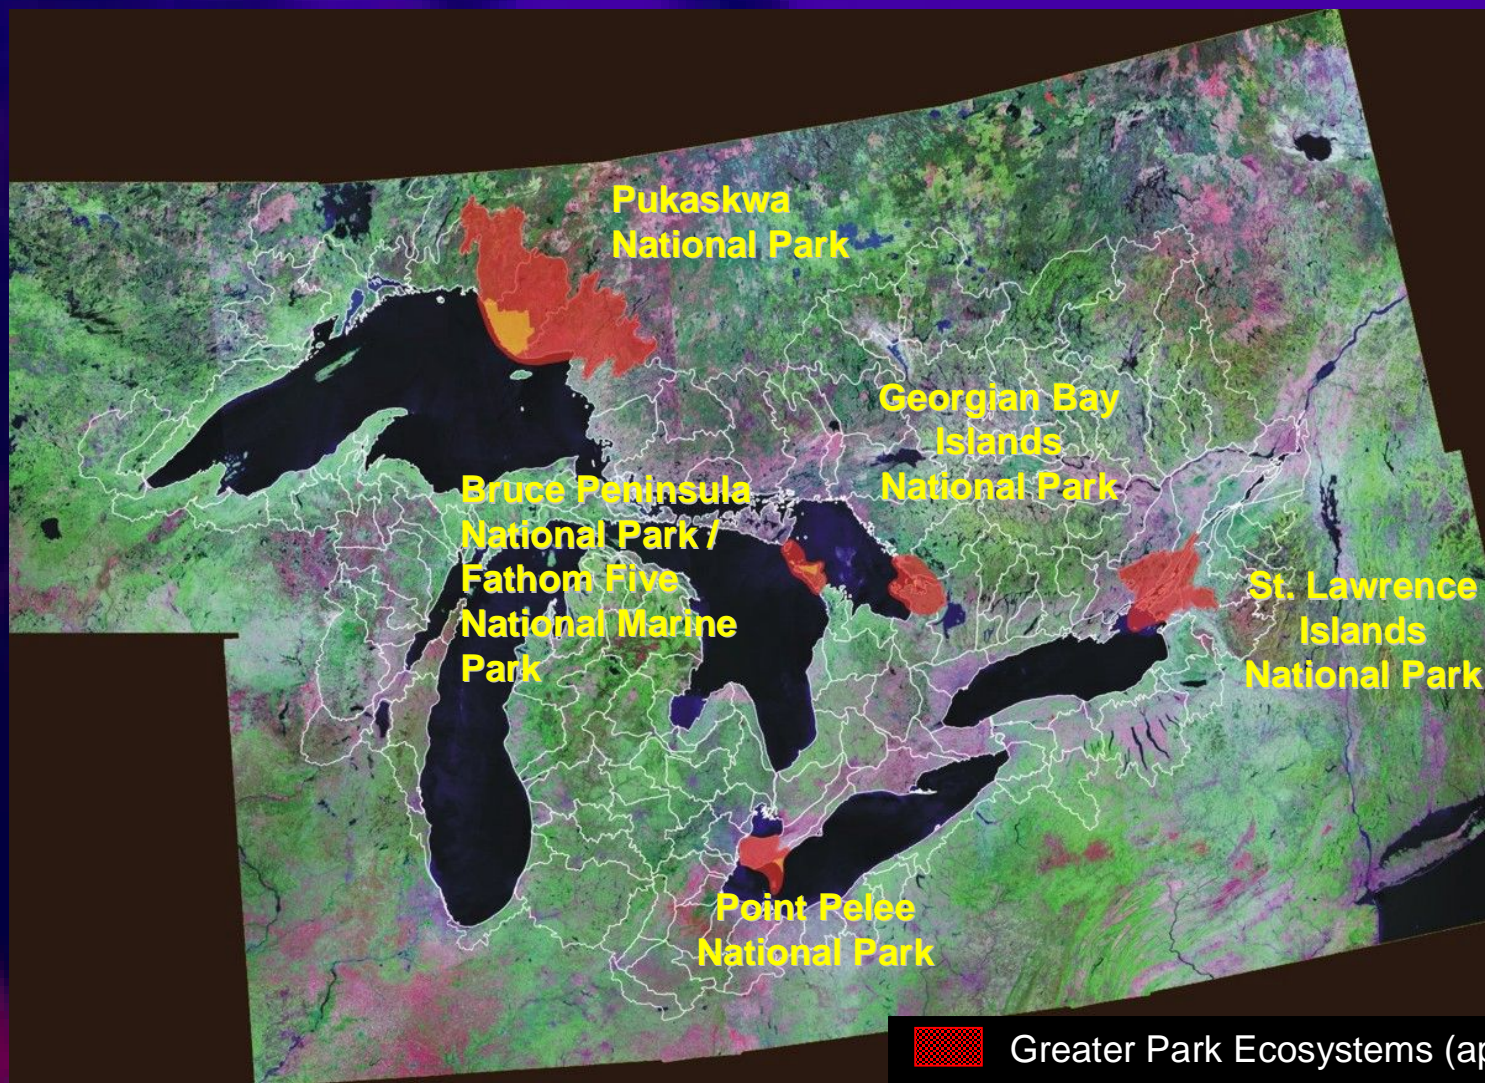 Pukaskwa
National Park
Georgian Bay
Islands
National Park
Bruce Peninsula
National Park /
Fathom Five
National Marine
Park
St. Lawrence
Islands
National Park
Point Pelee
National Park
Greater Park Ecosystems